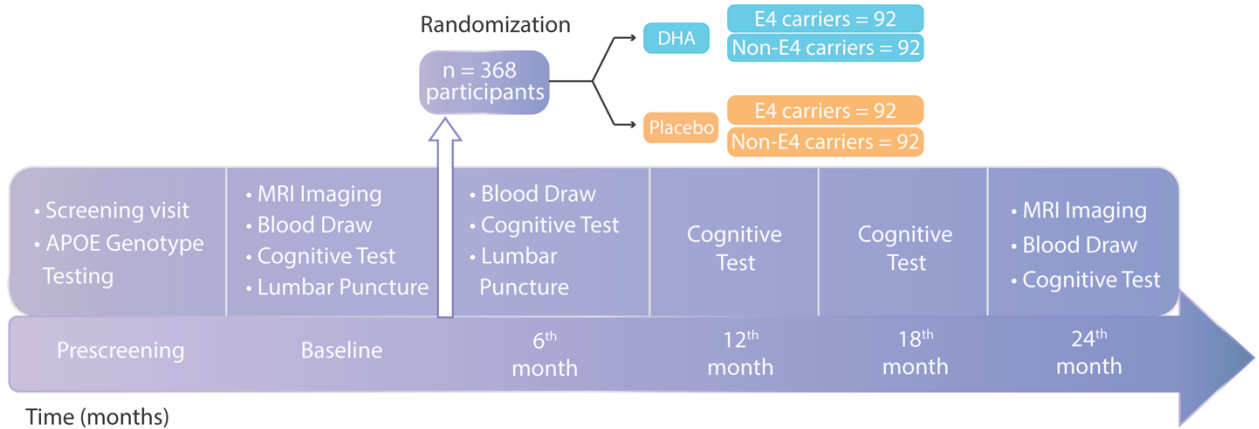 Randomization
n = 368
participants
DHA
E4 carriers = 92
Non-E4 carriers = 92
Placebo
E4 carriers = 92
Non-E4 carriers = 92
• Screening visit
• APOE Genotype
Testing
• MRI Imaging
• Blood Draw
• Cognitive Test
• Lumbar Puncture
• Blood Draw
• Cognitive Test
• Lumbar
Puncture
Cognitive
Test
Cognitive
Test
• MRI Imaging
• Blood Draw
• Cognitive Test
Prescreening
Baseline
6th
month
12th
month
18th
month
24th
month
Time (months)